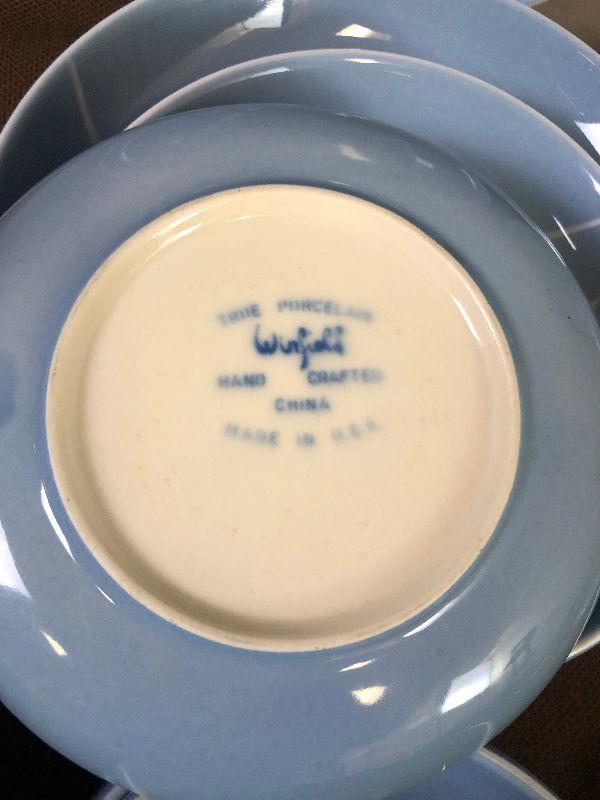 TRUE PORCELAIN
Winfield
HAND CRAFTED
CHINA
MADE IN U.S.A.